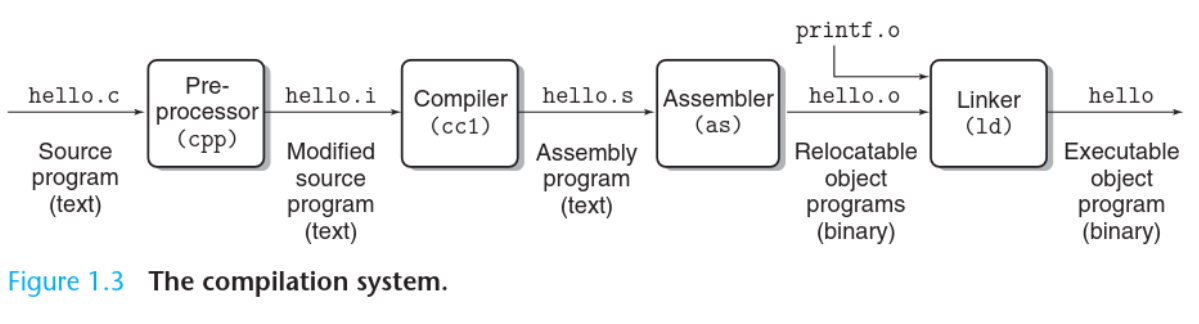 printf.o
hello.c
Pre-
processor
(cpp)
hello.i
Compiler
(cc1)
hello.s
Assembler
(as)
hello.o
Linker
(ld)
hello
Source
program
(text)
Modified
source
program
(text)
Assembly
program
(text)
Relocatable
object
programs
(binary)
Executable
object
program
(binary)
Figure 1.3 The compilation system.